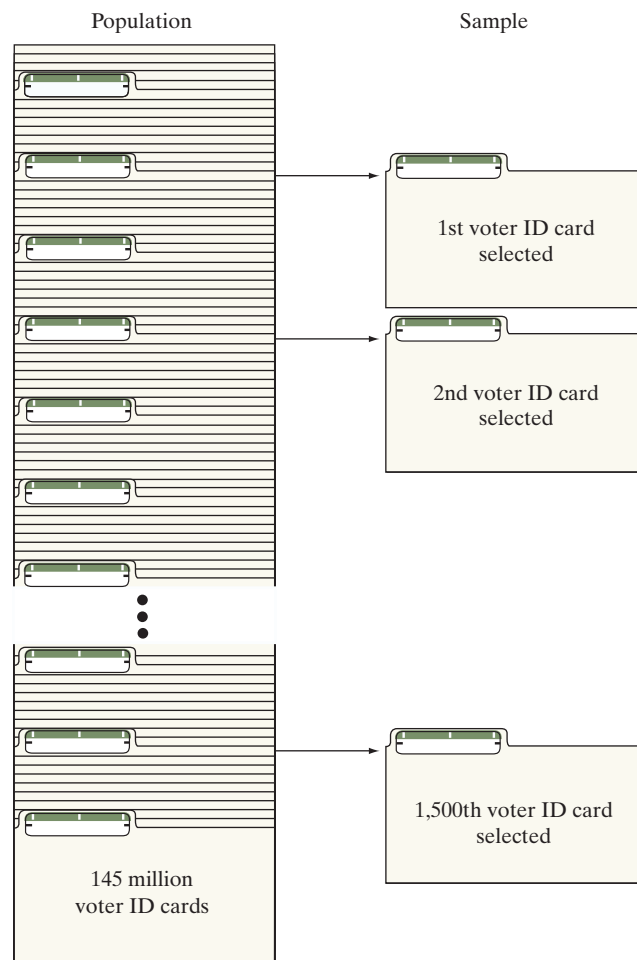 Population
Sample
1st voter ID card
selected
2nd voter ID card
selected
1,500th voter ID card
selected
145 million
voter ID cards